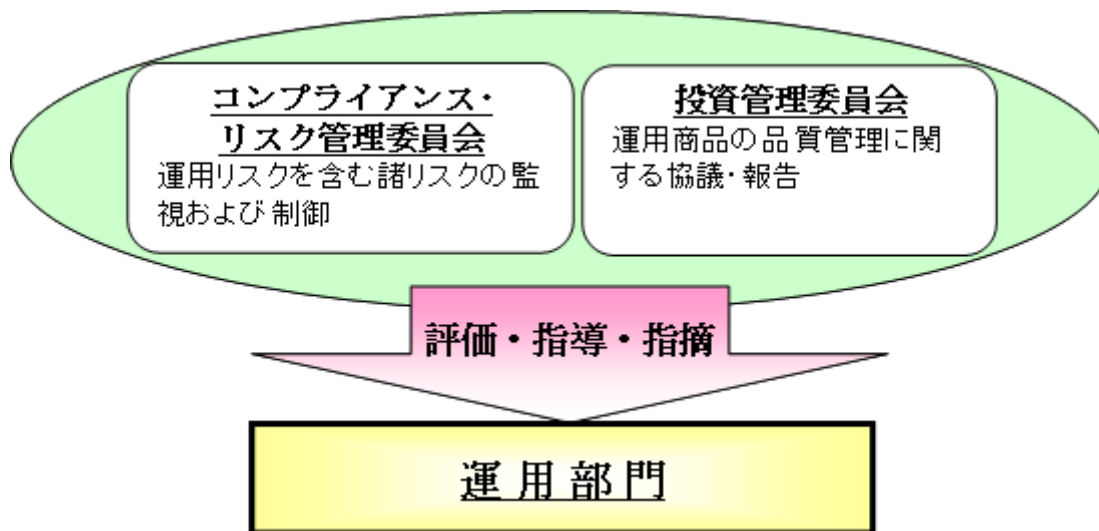 コンプライアンス・
リスク管理委員会
運用リスクを含む諸リスクの監
視および制御
投資管理委員会
運用商品の品質管理に関
する協議・報告
評価・指導・指摘
運用部門